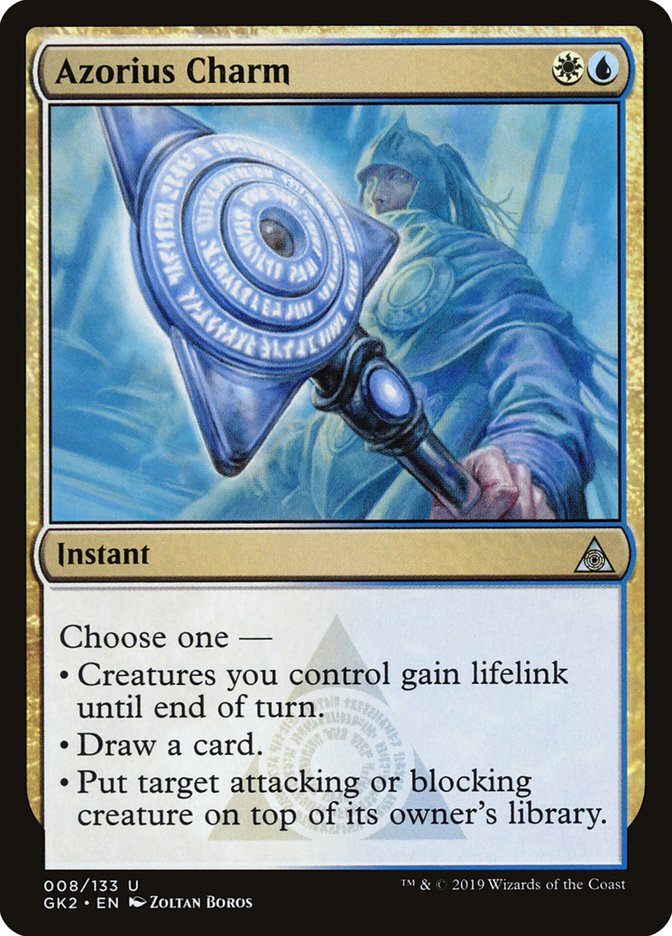 Azorius Charm
Instant
Choose one —
• Creatures you control gain lifelink
until end of turn.
• Draw a card.
• Put target attacking or blocking
creature on top of its owner's library.
008/133 U
™ & © 2019 Wizards of the Coast
GK2 • EN Zoltan Boros